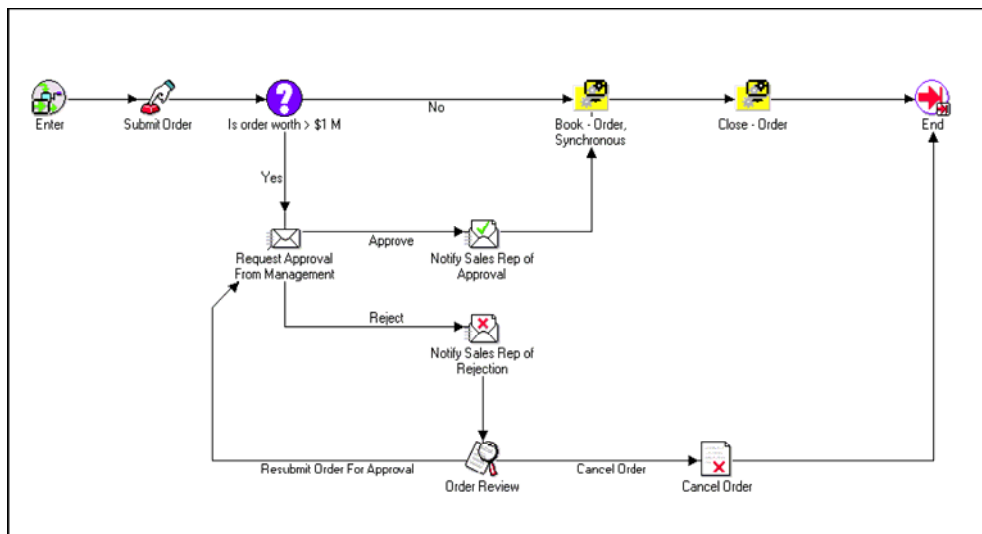 Enter
Submit Order
Is order worth > $1 M
No
Book - Order,
Synchronous
Close - Order
End
Yes
Request Approval
From Management
Approve
Notify Sales Rep of
Approval
Reject
Notify Sales Rep of
Rejection
Resubmit Order For Approval
Order Review
Cancel Order
Cancel Order